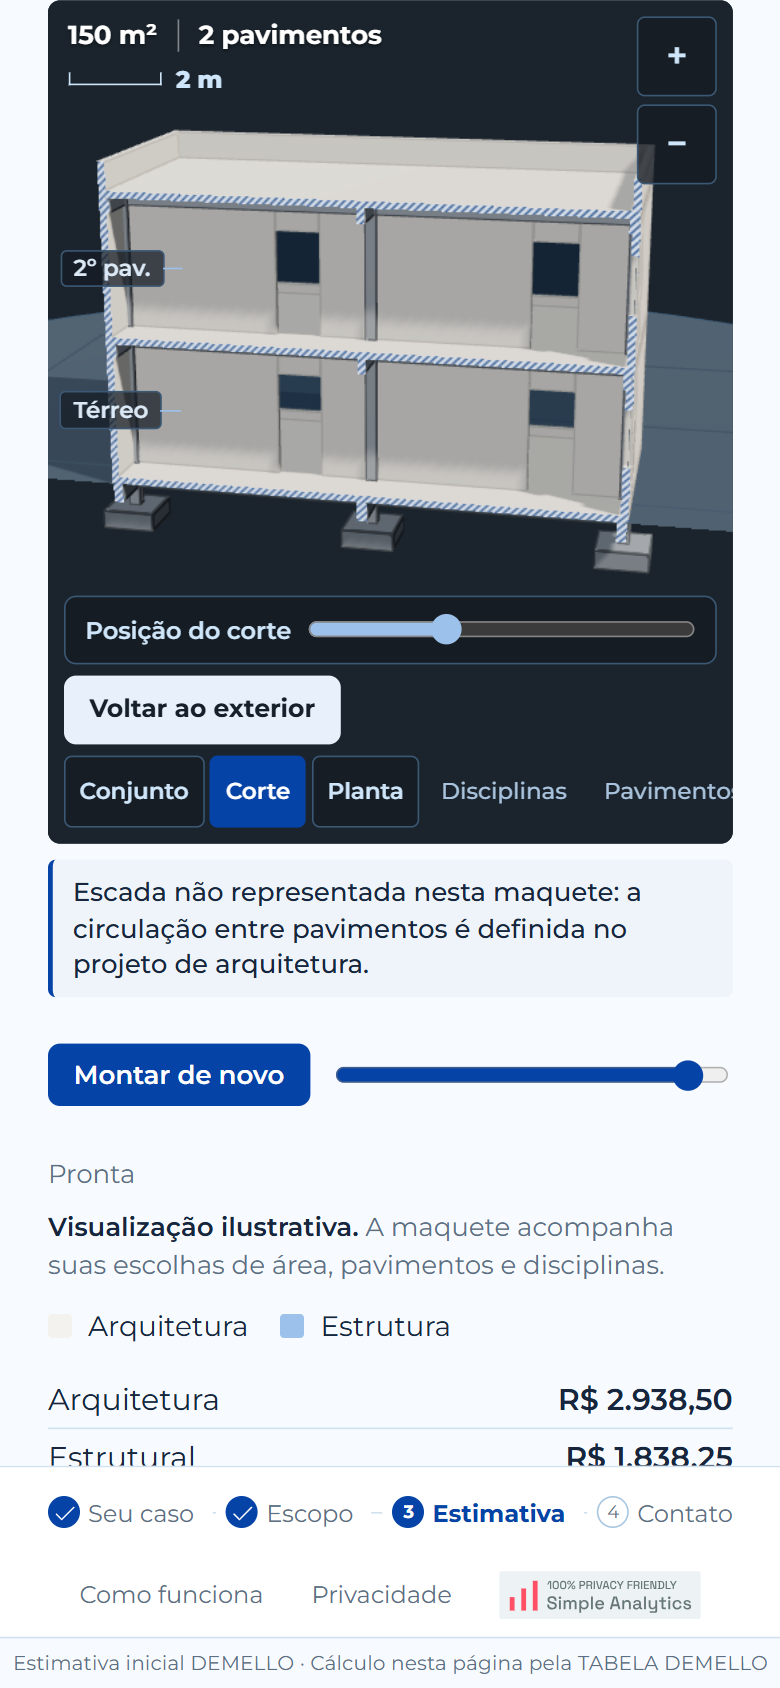 150 m² | 2 pavimentos
2 m
+
−
2º pav.
Térreo
Posição do corte
Voltar ao exterior
Conjunto Corte Planta Disciplinas Pavimentos
Escada não representada nesta maquete: a
circulação entre pavimentos é definida no
projeto de arquitetura.
Montar de novo
Pronta
Visualização ilustrativa. A maquete acompanha
suas escolhas de área, pavimentos e disciplinas.
Arquitetura Estrutura
Arquitetura R$ 2.938,50
Estrutural R$ 1.838,25
Seu caso - Escopo - 3 Estimativa - 4 Contato
Como funciona Privacidade
100% PRIVACY FRIENDLY
Simple Analytics
Estimativa inicial DEMELLO · Cálculo nesta página pela TABELA DEMELLO